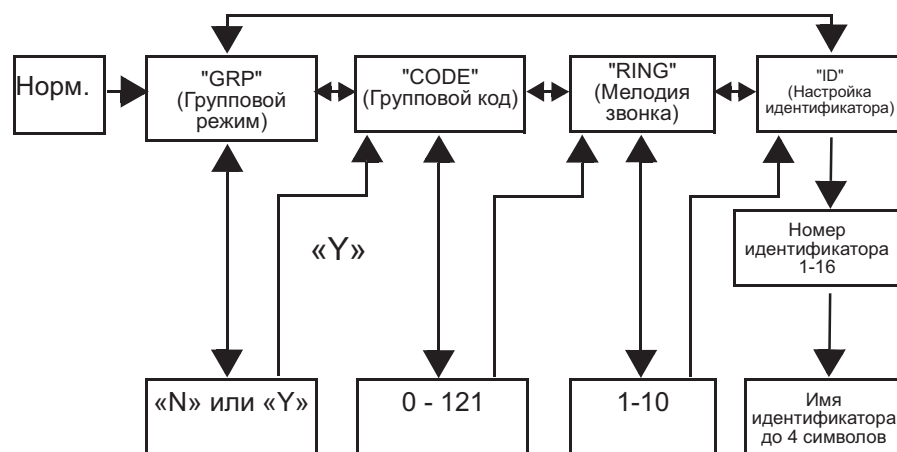 Норм.
"GRP"
(Групповой
режим)
"CODE"
(Групповой код)
"RING"
(Мелодия
звонка)
"ID"
(Настройка
идентификатора)
«Y»
Номер
идентификатора
1-16
«N» или «Y»
0 - 121
1-10
Имя
идентификатора
до 4 символов